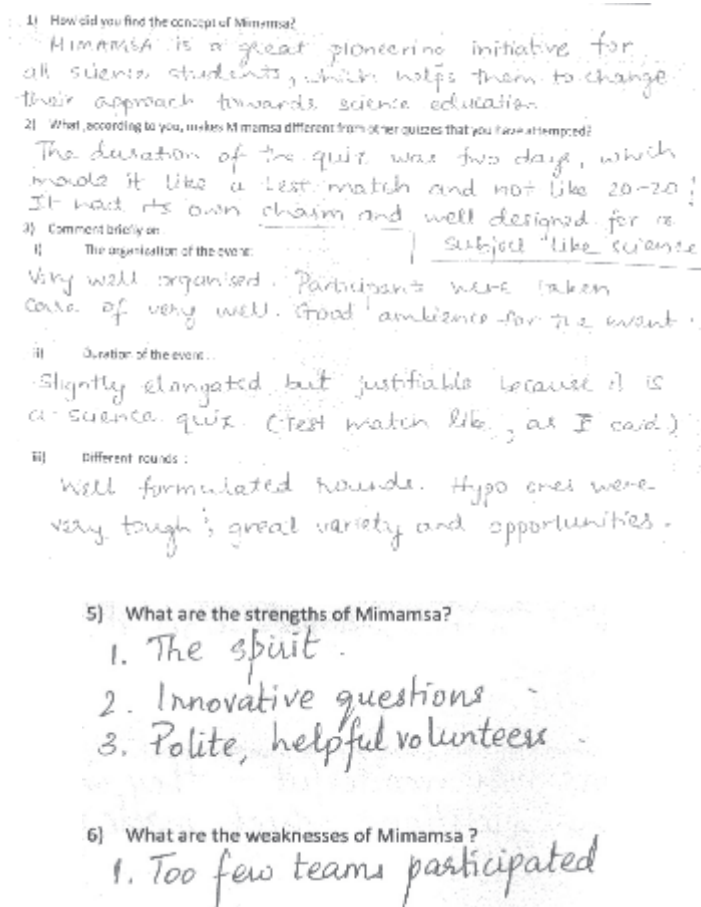 1) How did you find the concept of Mimamsa?
MIMAMSA is a great pioneering initiative for
all science students, which helps them to change
their approach towards science education
2) What ,according to you, makes Mimamsa different from other quizzes that you have attempted?
The duration of the quiz was two days, which
made it like a test match and not like 20-20!
It had its own charm and well designed for a
subject like science
3) Comment briefly on
i) The organization of the event:
Very well organised. Participants were taken
care of very well. Good ambience for the event.
ii) Duration of the event :
Slightly elongated but justifiable because it is
a science quiz. (Test match like, as I said)
iii) Different rounds :
Well formulated rounds. Hypo ones were
very tough; great variety and opportunities.
5) What are the strengths of Mimamsa?
1. The spirit.
2. Innovative questions
3. Polite, helpful volunteers
6) What are the weaknesses of Mimamsa ?
1. Too few teams participated